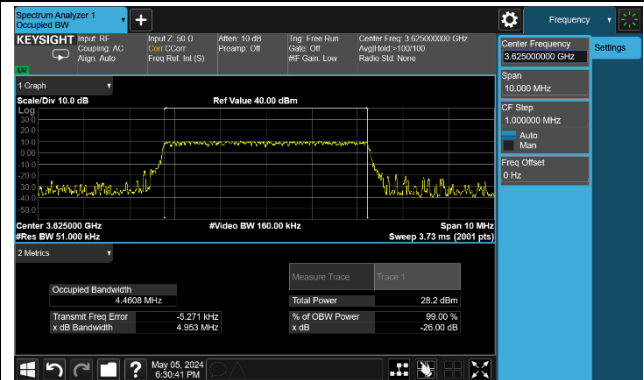 Spectrum Analyzer 1
Occupied BW
Frequency
KEYSIGHT
Input: RF
Coupling: AC
Align: Auto
Input Z: 50 Ω
Corr CCorr
Freq Ref: Int (S)
Atten: 10 dB
Preamp: Off
Trig: Free Run
Gate: Off
#IF Gain: Low
Center Freq: 3.625000000 GHz
Avg|Hold:>100/100
Radio Std: None
Center Frequency
3.625000000 GHz
Settings
Span
10.000 MHz
CF Step
1.000000 MHz
Auto
Man
Freq Offset
0 Hz
1 Graph
Scale/Div 10.0 dB
Ref Value 40.00 dBm
Log
30.0
20.0
10.0
0.00
-10.0
-20.0
-30.0
-40.0
-50.0
Center 3.62500 GHz
#Video BW 160.00 kHz
Span 10 MHz
#Res BW 51.000 kHz
Sweep 3.73 ms (2001 pts)
2 Metrics
Measure Trace
Trace 1
Occupied Bandwidth
4.4608 MHz
Total Power
28.2 dBm
Transmit Freq Error
-5.271 kHz
% of OBW Power
99.00 %
x dB Bandwidth
4.953 MHz
x dB
-26.00 dB
May 05, 2024
6:30:41 PM